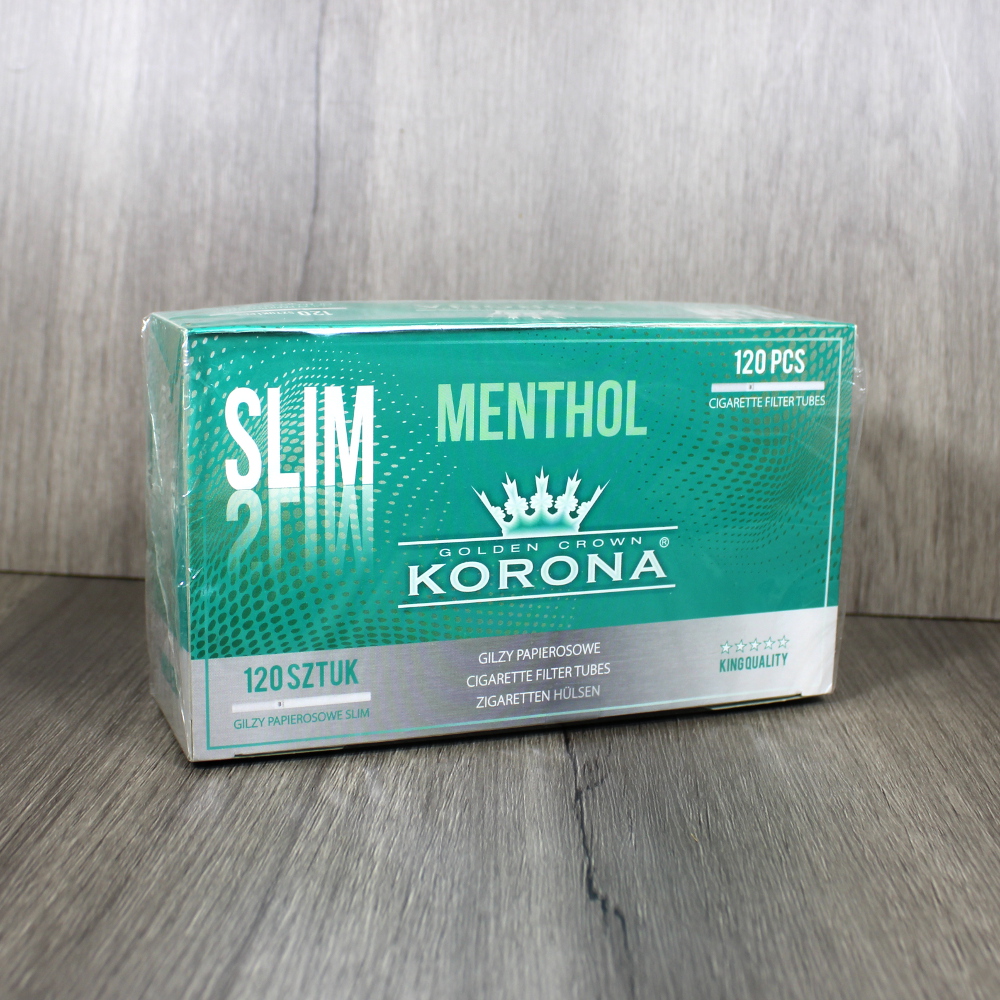 SLIM
MENTHOL
120 PCS
CIGARETTE FILTER TUBES
GOLDEN CROWN
KORONA®
120 SZTUK
GILZY PAPIEROSOWE SLIM
GILZY PAPIEROSOWE
CIGARETTE FILTER TUBES
ZIGARETTEN HÜLSEN
KING QUALITY